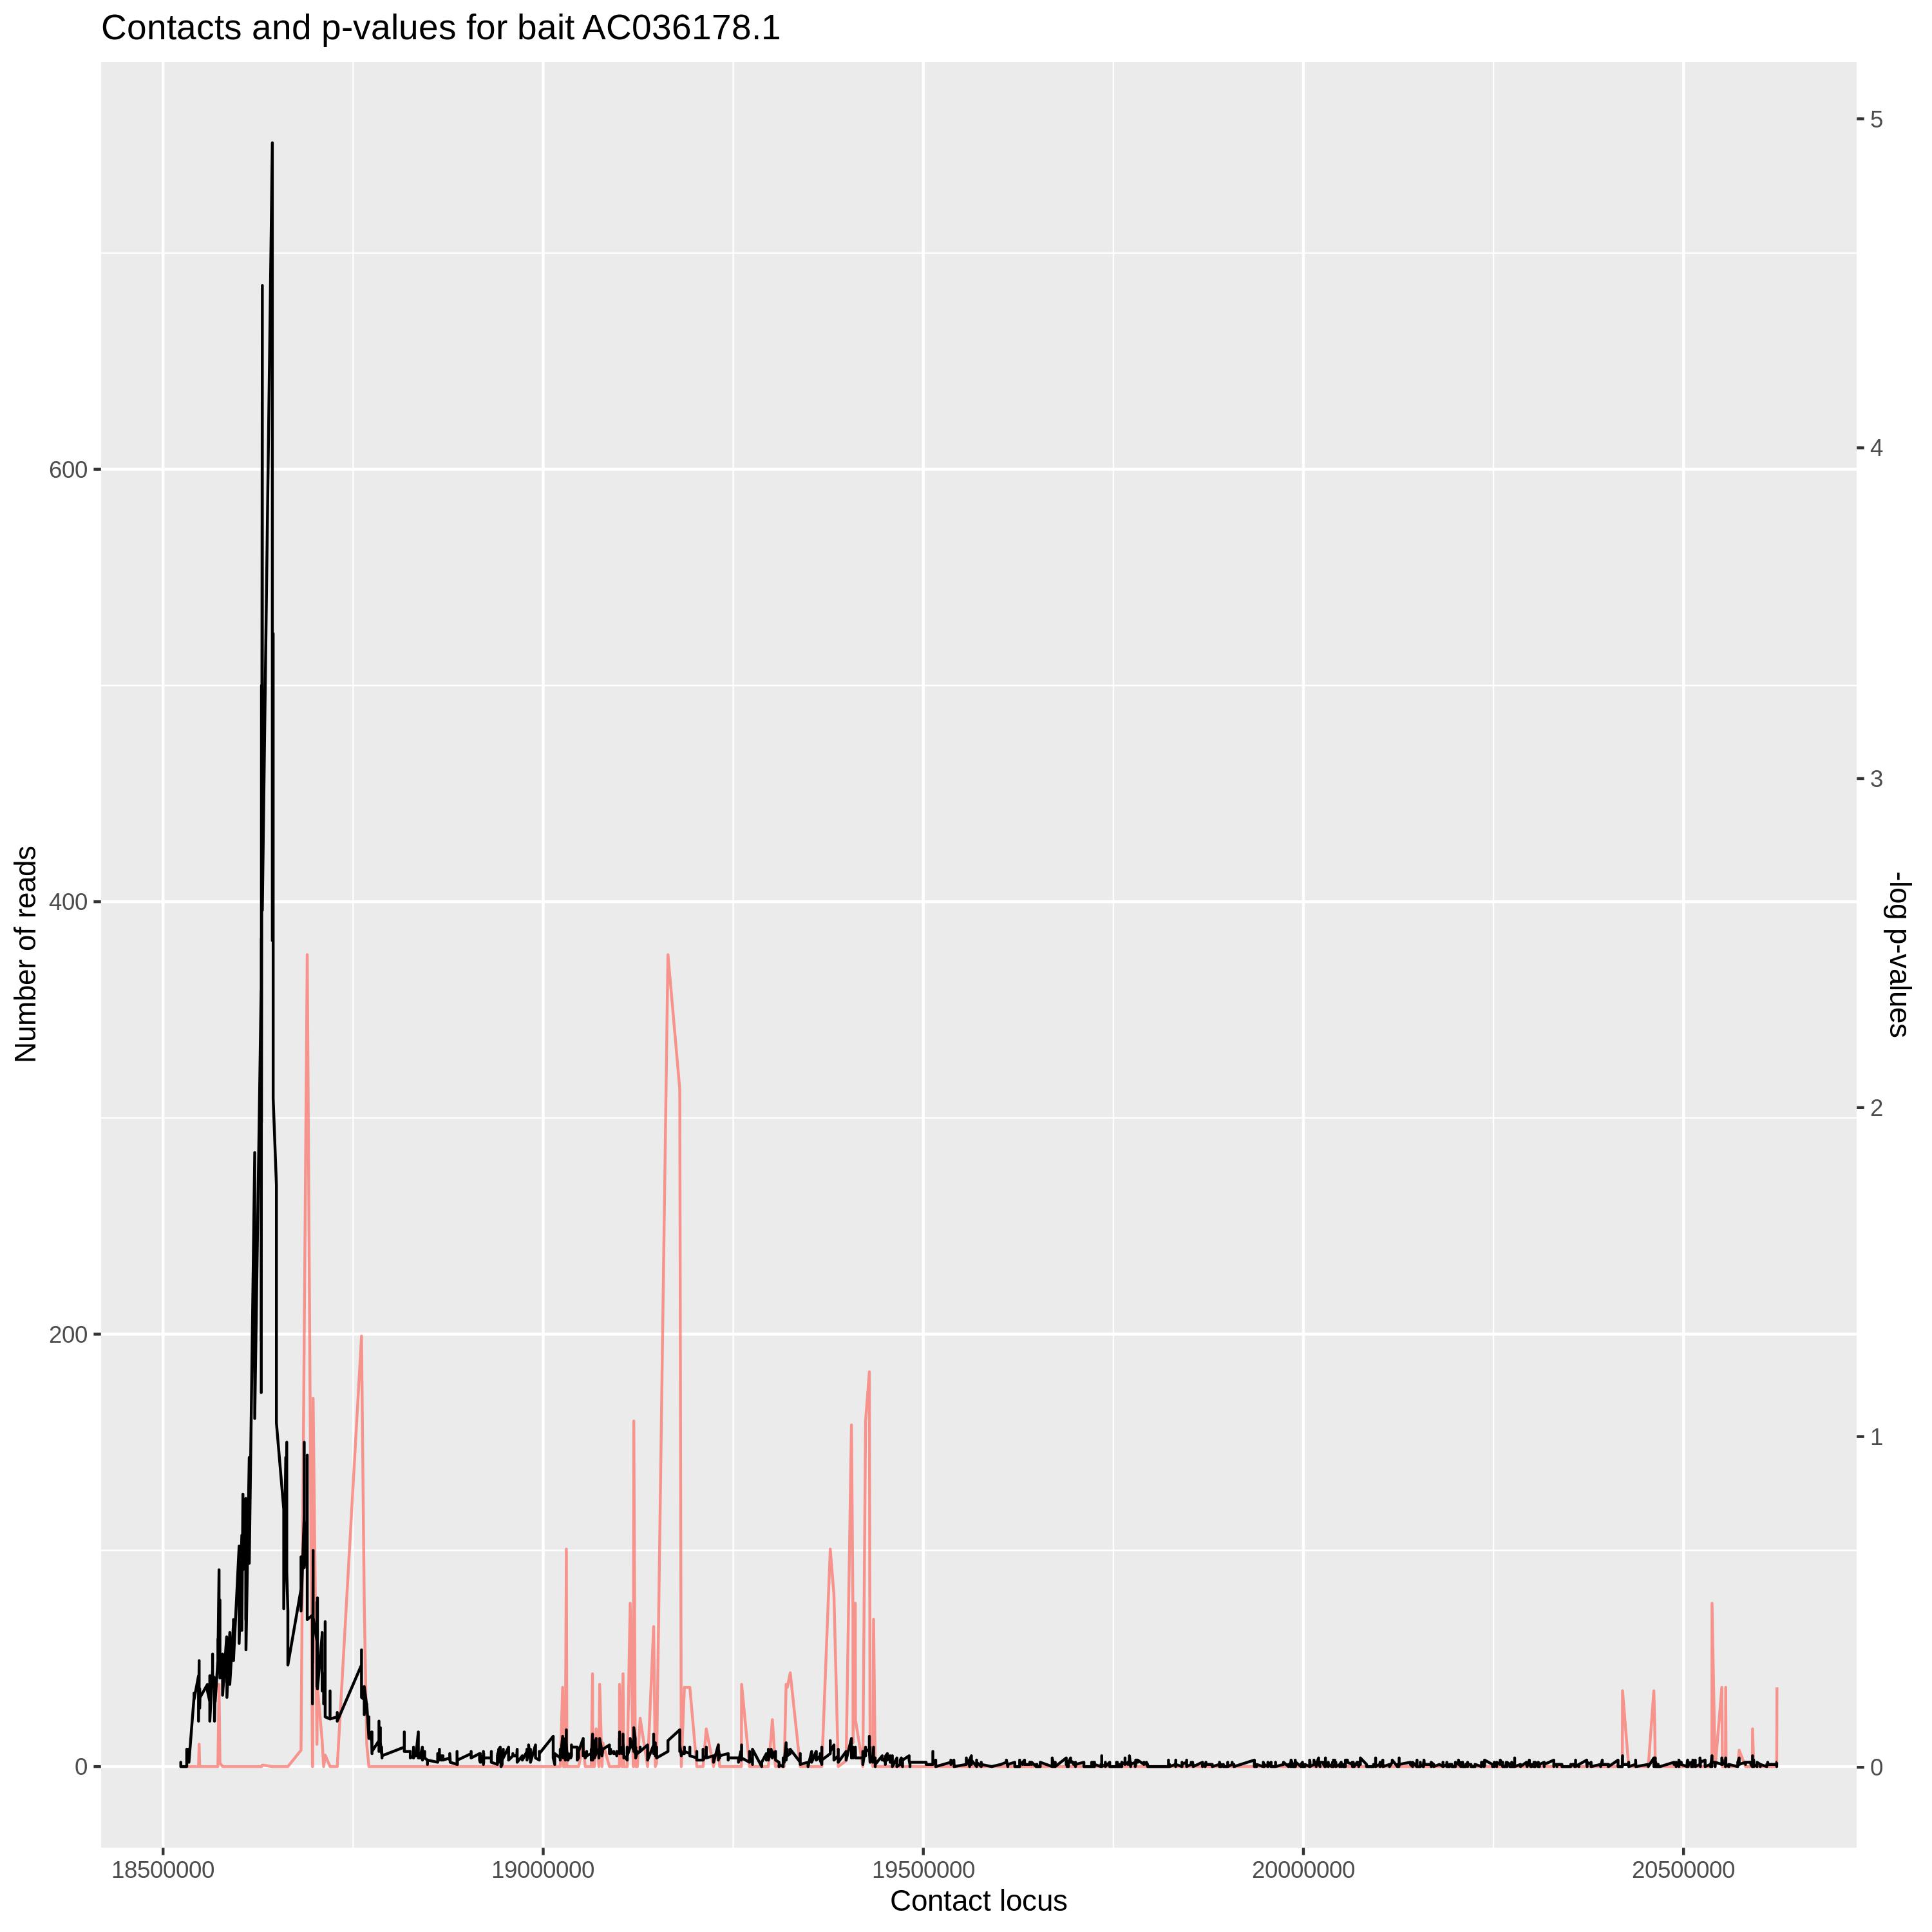 Contacts and p-values for bait AC036178.1
Number of reads
600
400
200
0
5
4
3
2
1
0
-log p-values
18500000 19000000 19500000 20000000 20500000
Contact locus